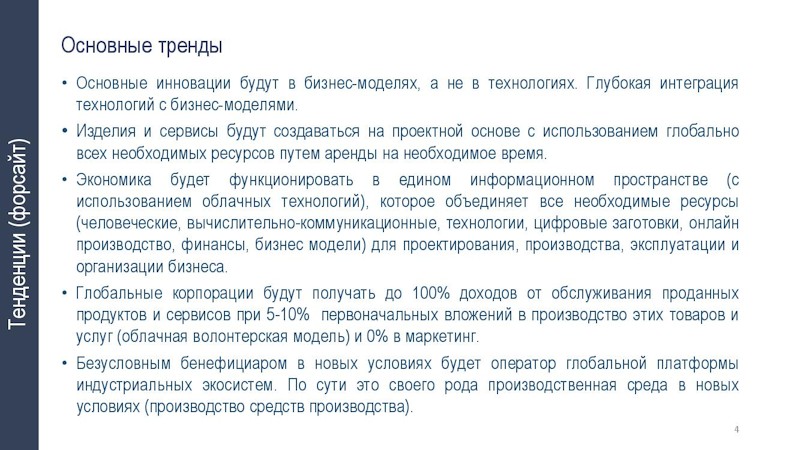 Основные тренды
• Основные инновации будут в бизнес-моделях, а не в технологиях. Глубокая интеграция
технологий с бизнес-моделями.
• Изделия и сервисы будут создаваться на проектной основе с использованием глобально
всех необходимых ресурсов путем аренды на необходимое время.
• Экономика будет функционировать в едином информационном пространстве (с
использованием облачных технологий), которое объединяет все необходимые ресурсы
(человеческие, вычислительно-коммуникационные, технологии, цифровые заготовки, онлайн
производство, финансы, бизнес модели) для проектирования, производства, эксплуатации и
организации бизнеса.
• Глобальные корпорации будут получать до 100% доходов от обслуживания проданных
продуктов и сервисов при 5-10% первоначальных вложений в производство этих товаров и
услуг (облачная волонтерская модель) и 0% в маркетинг.
• Безусловным бенефициаром в новых условиях будет оператор глобальной платформы
индустриальных экосистем. По сути это своего рода производственная среда в новых
условиях (производство средств производства).
Тенденции (форсайт)
4